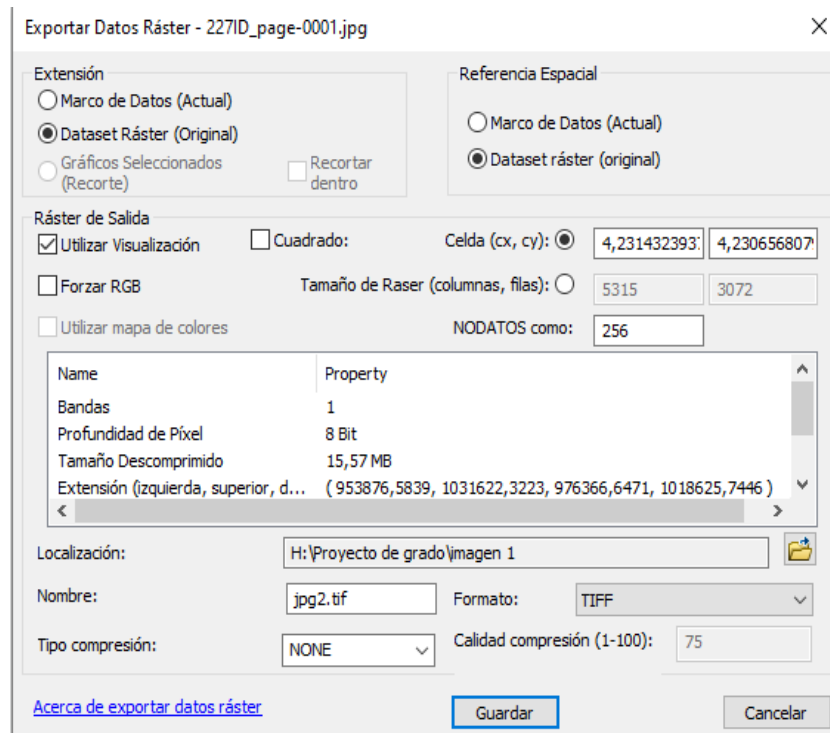 Exportar Datos Ráster - 227ID_page-0001.jpg
Extensión
Marco de Datos (Actual)
Dataset Ráster (Original)
Gráficos Seleccionados (Recorte)
Recortar dentro
Referencia Espacial
Marco de Datos (Actual)
Dataset ráster (original)
Ráster de Salida
Utilizar Visualización
Cuadrado:
Celda (cx, cy):
4,231432393
4,230656807
Forzar RGB
Tamaño de Raser (columnas, filas):
5315
3072
Utilizar mapa de colores
NODATOS como:
256
Name Property
Bandas 1
Profundidad de Píxel 8 Bit
Tamaño Descomprimido 15,57 MB
Extensión (izquierda, superior, d... ( 953876,5839, 1031622,3223, 976366,6471, 1018625,7446 )
Localización: H:\Proyecto de grado\imagen 1
Nombre: jpg2.tif
Formato: TIFF
Tipo compresión: NONE
Calidad compresión (1-100): 75
Acerca de exportar datos ráster
Guardar
Cancelar